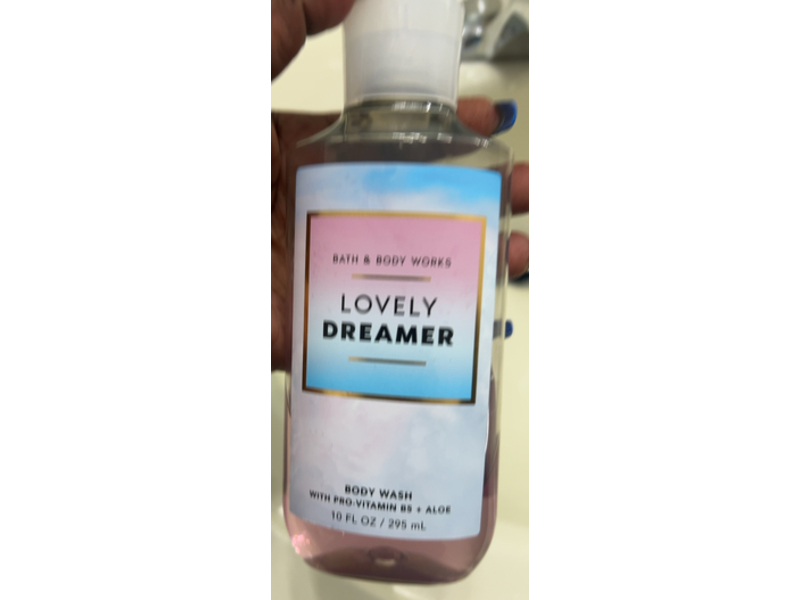 BATH & BODY WORKS
LOVELY
DREAMER
BODY WASH
WITH PRO-VITAMIN B5 + ALOE
10 FL OZ / 295 mL